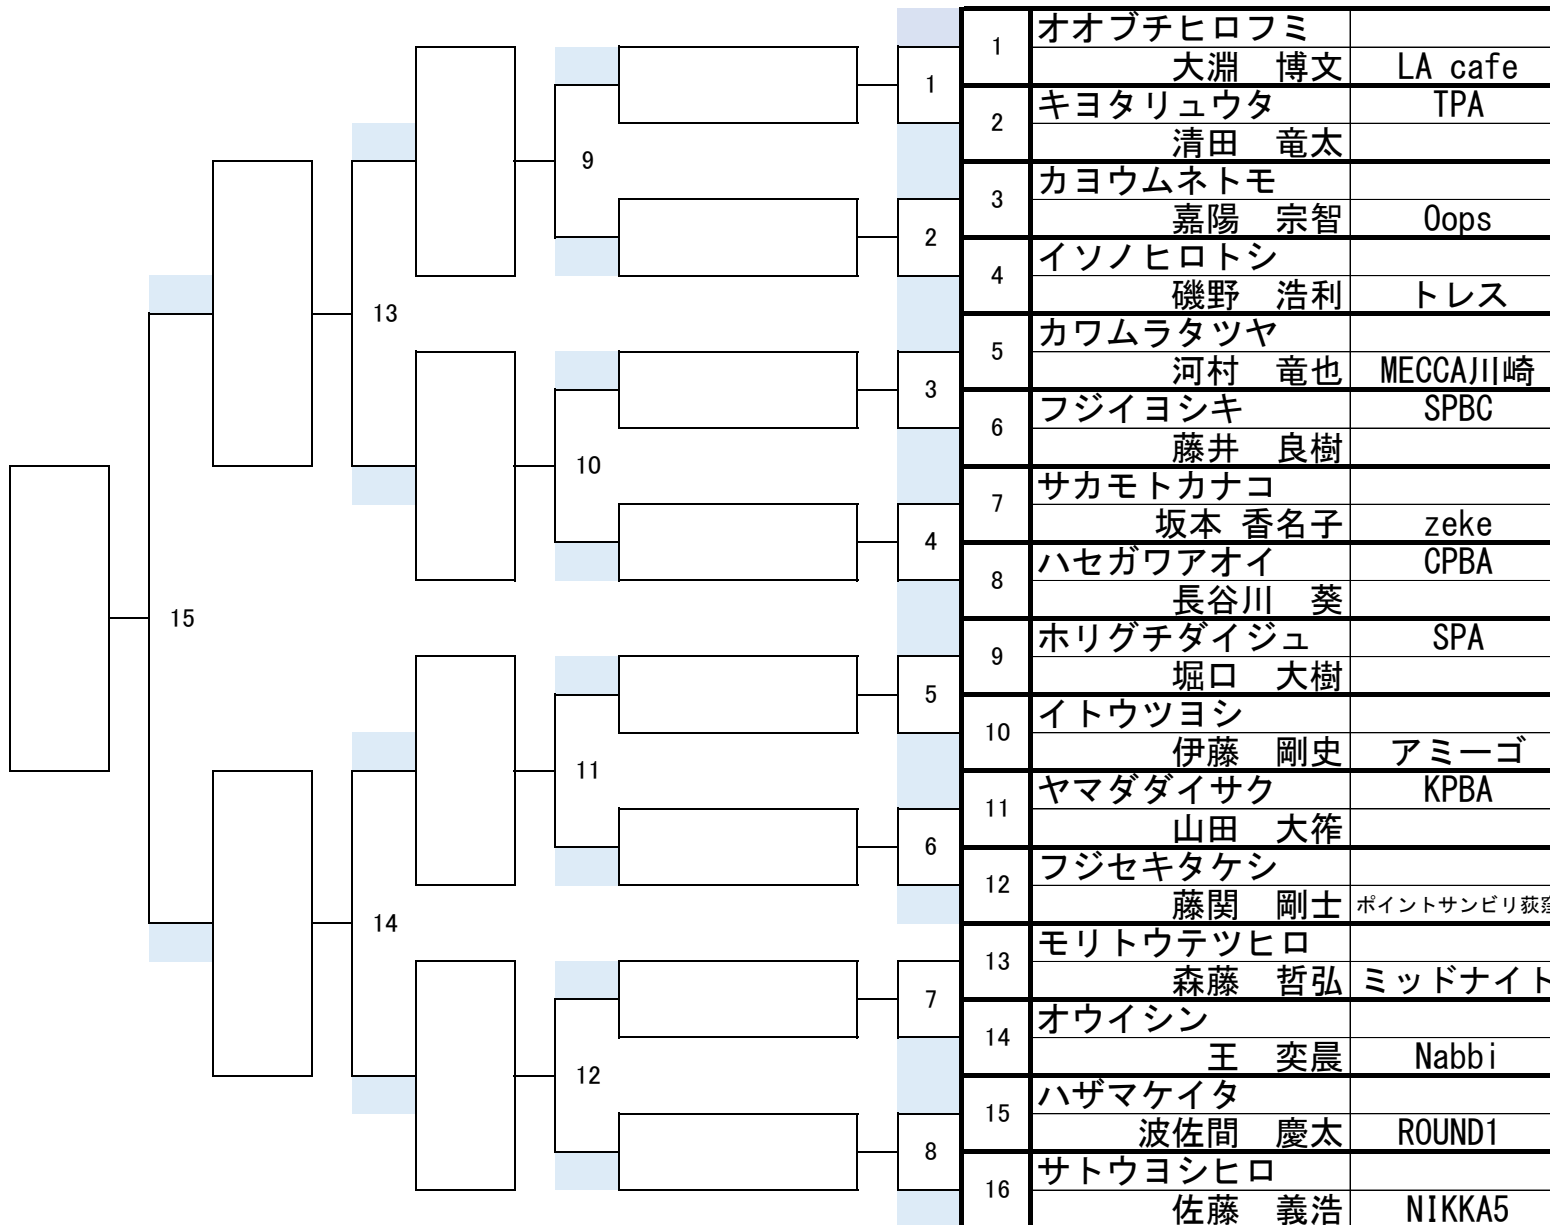 1 オオブチヒロフミ
大淵　博文 LA cafe
1
2 キヨタリュウタ TPA
清田　竜太
9
3 カヨウムネトモ
嘉陽　宗智 Oops
2
4 イソノヒロトシ
磯野　浩利 トレス
13
5 カワムラタツヤ
河村　竜也 MECCA川崎
3
6 フジイヨシキ SPBC
藤井　良樹
10
7 サカモトカナコ
坂本 香名子 zeke
4
8 ハセガワアオイ CPBA
長谷川　葵
15
9 ホリグチダイジュ SPA
堀口　大樹
5
10 イトウツヨシ
伊藤　剛史 アミーゴ
11
11 ヤマダダイサク KPBA
山田　大筰
6
12 フジセキタケシ
藤関　剛士 ポイントサンビリ荻窪
14
13 モリトウテツヒロ
森藤　哲弘 ミッドナイト
7
14 オウイシン
王　奕晨 Nabbi
12
15 ハザマケイタ
波佐間　慶太 ROUND1
8
16 サトウヨシヒロ
佐藤　義浩 NIKKA5